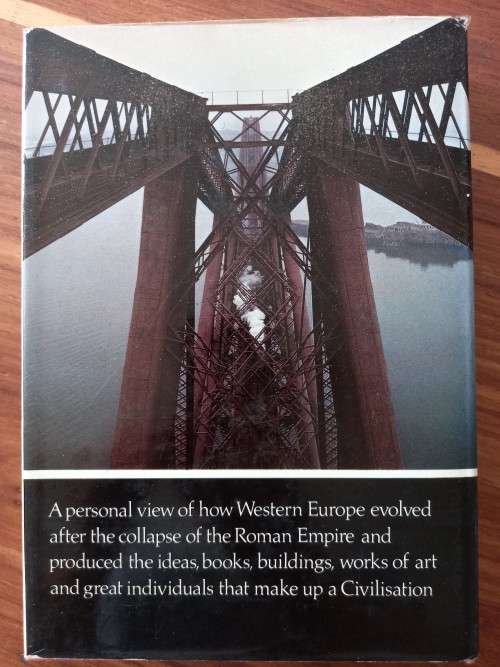 A personal view of how Western Europe evolved
after the collapse of the Roman Empire and
produced the ideas, books, buildings, works of art
and great individuals that make up a Civilisation